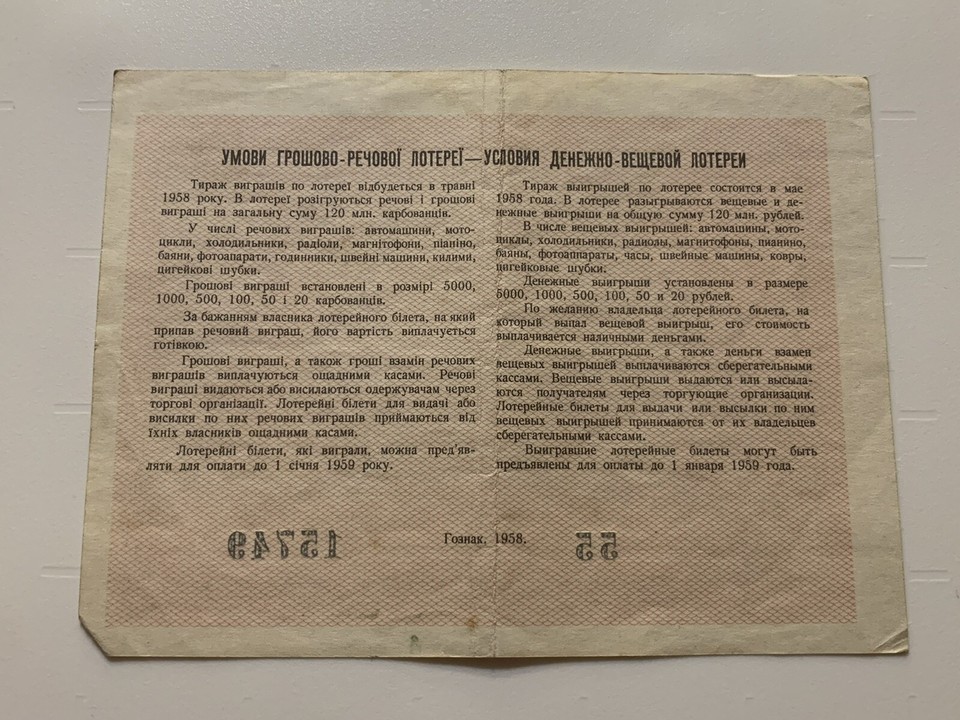 УМОВИ ГРОШОВО-РЕЧОВОЇ ЛОТЕРЕЇ—УСЛОВИЯ ДЕНЕЖНО-ВЕЩЕВОЙ ЛОТЕРЕИ
Тираж виграшів по лотереї відбудеться в травні
1958 року. В лотереї розігруються речові і грошові
виграші на загальну суму 120 млн. карбованців.
У числі речових виграшів: автомашини, мото-
цикли, холодильники, радіоли, магнітофони, піаніно,
баяни, фотоапарати, годинники, швейні машини, килими,
цигейкові шубки.
Грошові виграші встановлені в розмірі 5000,
1000, 500, 100, 50 і 20 карбованців.
За бажанням власника лотерейного білета, на який
припав речовий виграш, його вартість виплачується
готівкою.
Грошові виграші, а також гроші взамін речових
виграшів виплачуються ощадними касами. Речові
виграші видаються або висилаються одержувачам через
торгові організації. Лотерейні білети для видачі або
висилки по них речових виграшів приймаються від
їхніх власників ощадними касами.
Лотерейні білети, які виграли, можна пред'яв-
ляти для оплати до 1 січня 1959 року.
Тираж выигрышей по лотерее состоится в мае
1958 года. В лотерее разыгрываются вещевые и де-
нежные выигрыши на общую сумму 120 млн. рублей.
В числе вещевых выигрышей: автомашины, мото-
циклы, холодильники, радиолы, магнитофоны, пианино,
баяны, фотоаппараты, часы, швейные машины, ковры,
цигейковые шубки.
Денежные выигрыши установлены в размере
5000, 1000, 500, 100, 50 и 20 рублей.
По желанию владельца лотерейного билета, на
который выпал вещевой выигрыш, его стоимость
выплачивается наличными деньгами.
Денежные выигрыши, а также деньги взамен
вещевых выигрышей выплачиваются сберегательными
кассами. Вещевые выигрыши выдаются или высыла-
ются получателям через торгующие организации.
Лотерейные билеты для выдачи или высылки по ним
вещевых выигрышей принимаются от их владельцев
сберегательными кассами.
Выигравшие лотерейные билеты могут быть
предъявлены для оплаты до 1 января 1959 года.
15749
Гознак. 1958.
55